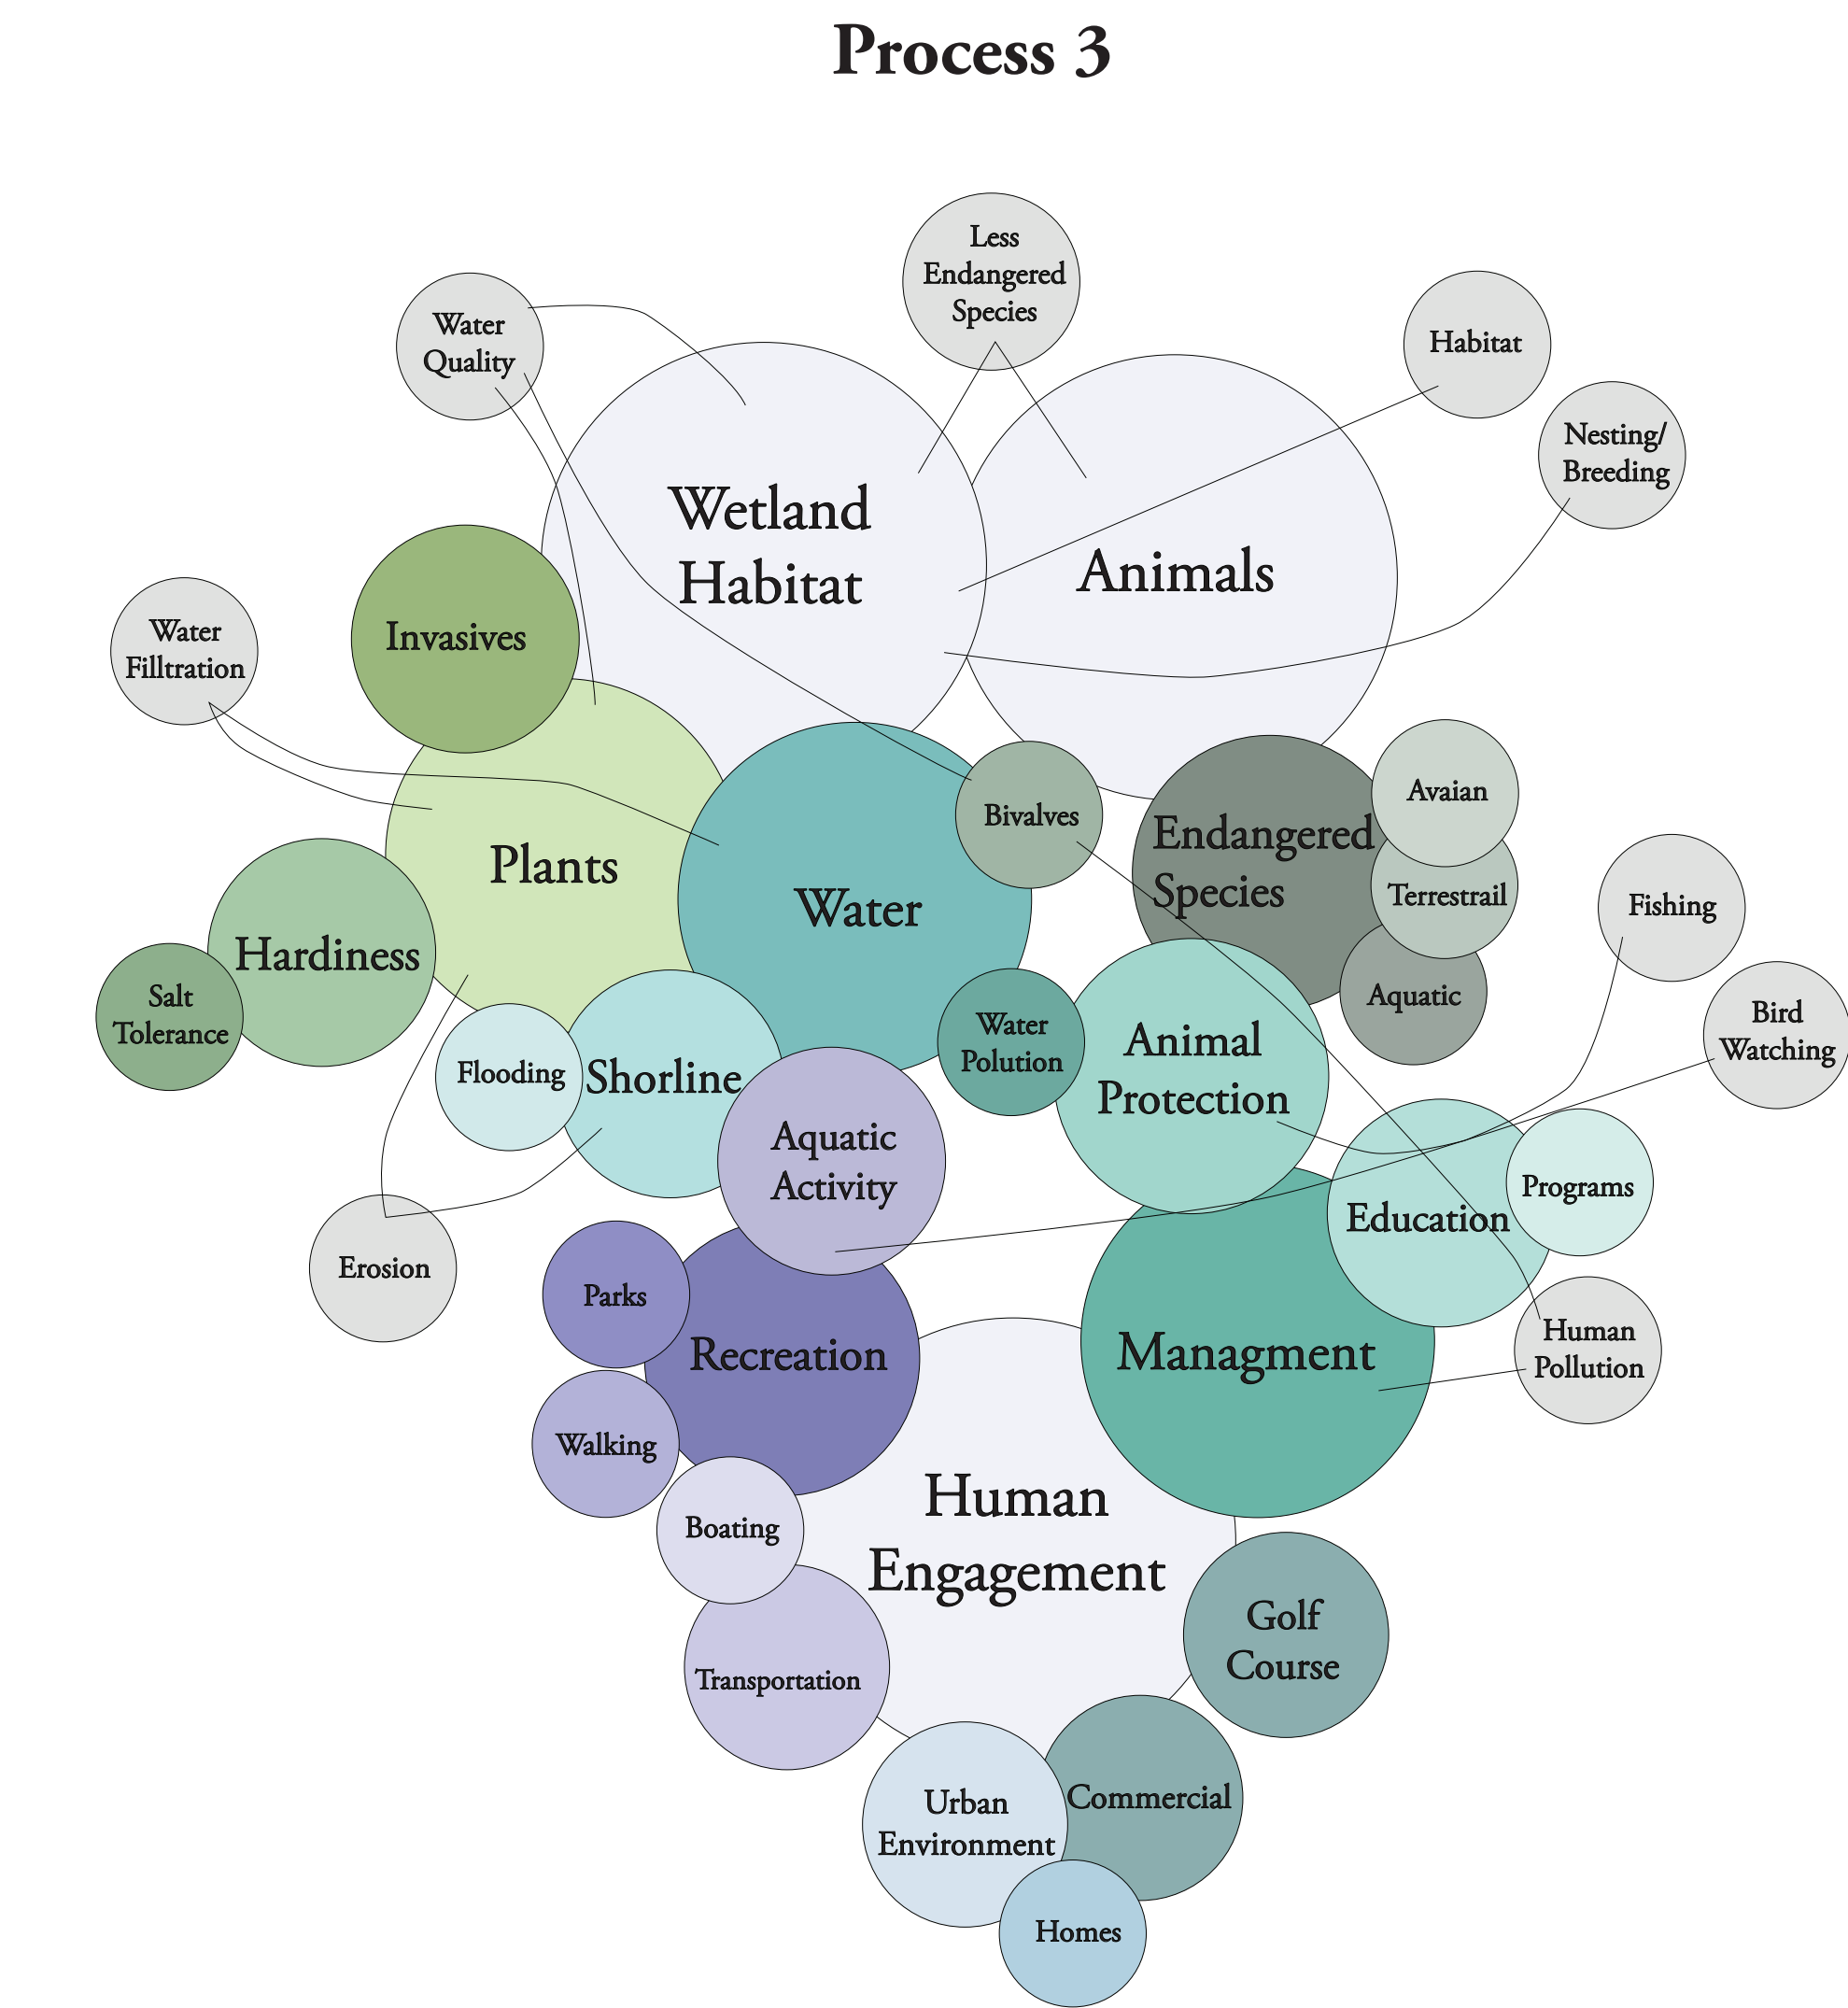 Process 3
Less
Endangered
Species
Water
Quality
Habitat
Nesting/
Breeding
Wetland
Habitat
Animals
Invasives
Water
Filltration
Avaian
Bivalves
Endangered
Species
Plants
Water
Terrestrail
Fishing
Hardiness
Salt
Tolerance
Aquatic
Bird
Watching
Water
Polution
Animal
Protection
Flooding
Shorline
Aquatic
Activity
Programs
Education
Erosion
Parks
Recreation
Managment
Human
Pollution
Walking
Boating
Human
Engagement
Golf
Course
Transportation
Urban
Environment
Commercial
Homes